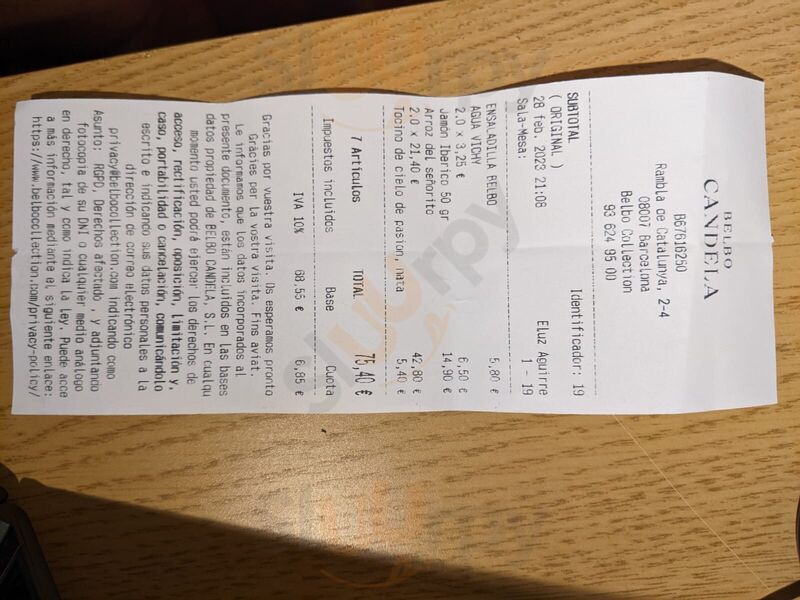 BELBO
CANDELA
B67616250
Rambla de Catalunya, 2-4
08007 Barcelona
Belbo Collection
93 624 95 00
SUBTOTAL Identificador: 19
( ORIGINAL )
28 feb. 2023 21:08 Eluz Aguirre
Sala-Mesa: 1 - 19
ENSALADILLA BELBO 5,80 €
AGUA VICHY
2.0 x 3,25 € 6,50 €
Jamón Iberico 50 gr 14,90 €
Arroz del señorito
2.0 x 21,40 € 42,80 €
Tocino de cielo de pasion, nata 5,40 €
7 Artículos TOTAL 75,40 €
Impuestos incluidos Base Cuota
IVA 10% 68,55 € 6,85 €
Gracias por vuestra visita. Os esperamos pronto
Gràcies per la vostra visita. Fins aviat.
Le informamos que los datos incorporados al
presente documento, están incluidos en las bases
datos propiedad de BELBO CANDELA, S.L. En cualqu
momento usted podrá ejercer los derechos de
acceso, rectificación, oposición, limitación y,
caso, portabilidad o cancelación, comunicándolo
escrito e indicando sus datos personales a la
dirección de correo electrónico
privacy@belbocollection.com indicando como
Asunto: RGPD, Derechos afectado , y adjuntando
fotocopia de su DNI o cualquier medio análogo
en derecho, tal y como indica la Ley. Puede acce
a más información mediante el siguiente enlace:
https://www.belbocollection.com/privacy-policy/
Sluurpy
Sluurpy
Sluurpy